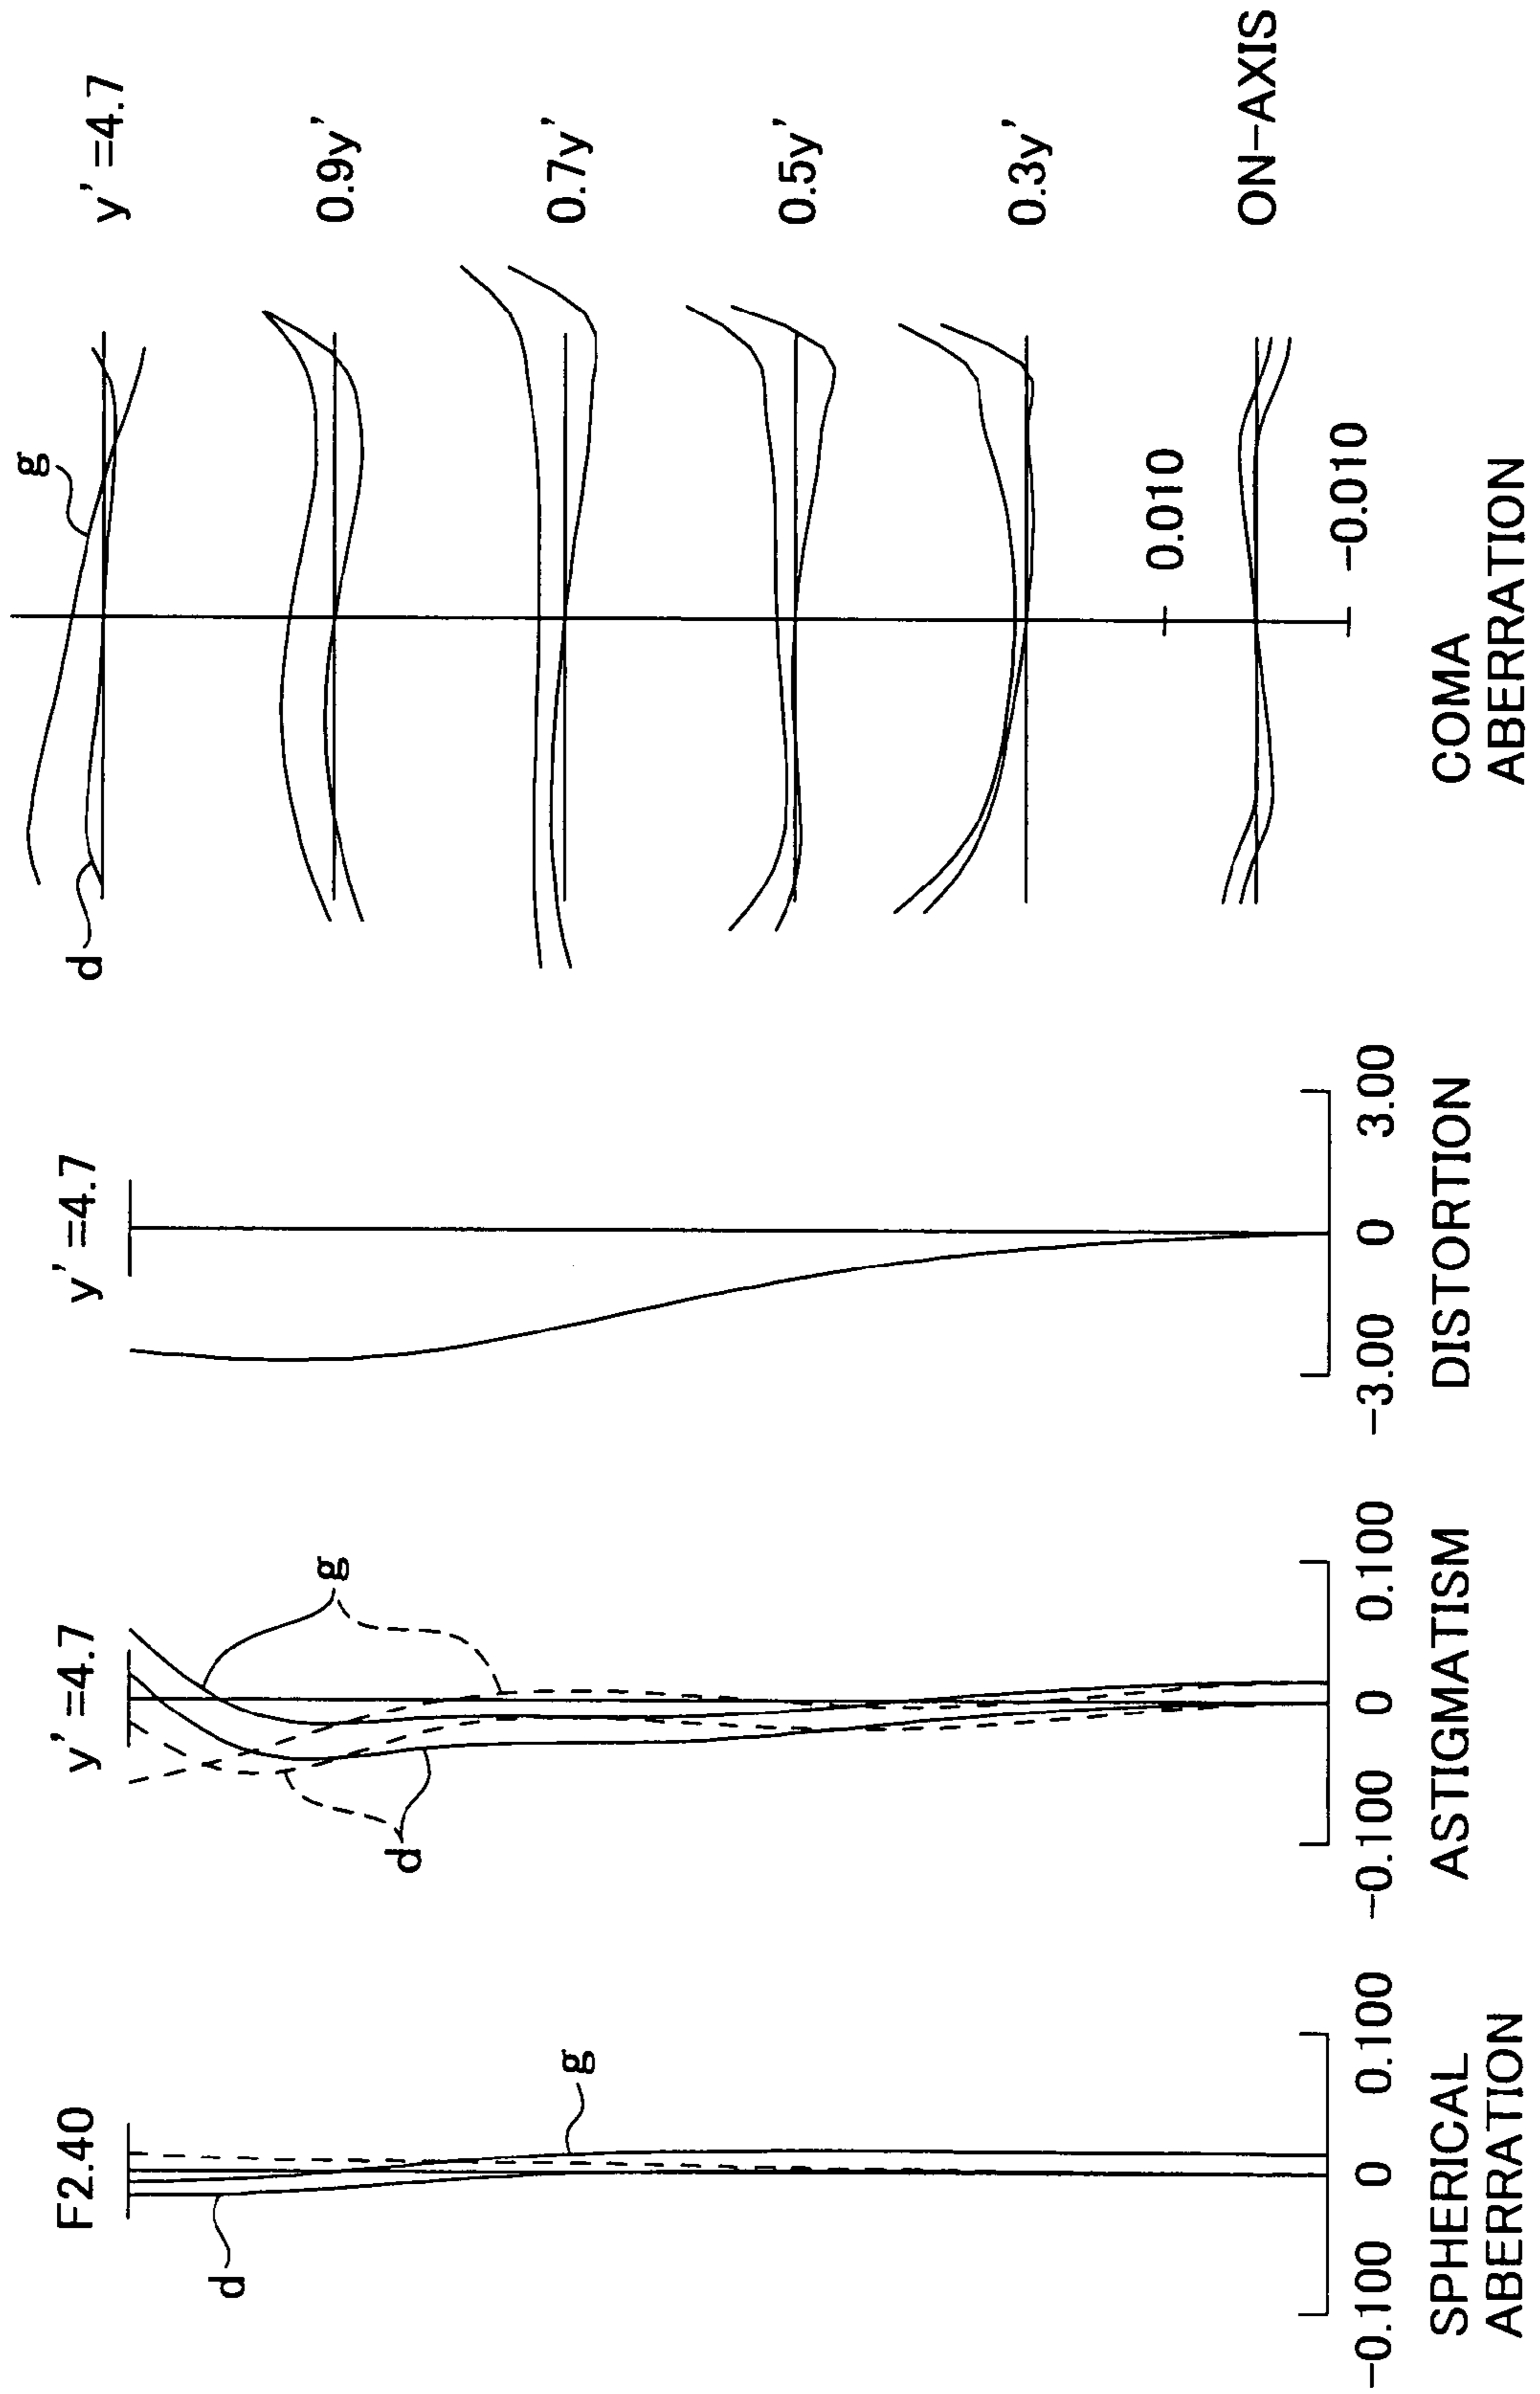 F2.40
d
g
-0.100
0
0.100
SPHERICAL
ABERRATION
y'=4.7
g
d
-0.100
0
0.100
ASTIGMATISM
y'=4.7
-3.00
0
3.00
DISTORTION
g
d
y'=4.7
0.9y'
0.7y'
0.5y'
0.3y'
0.010
ON-AXIS
-0.010
COMA
ABERRATION